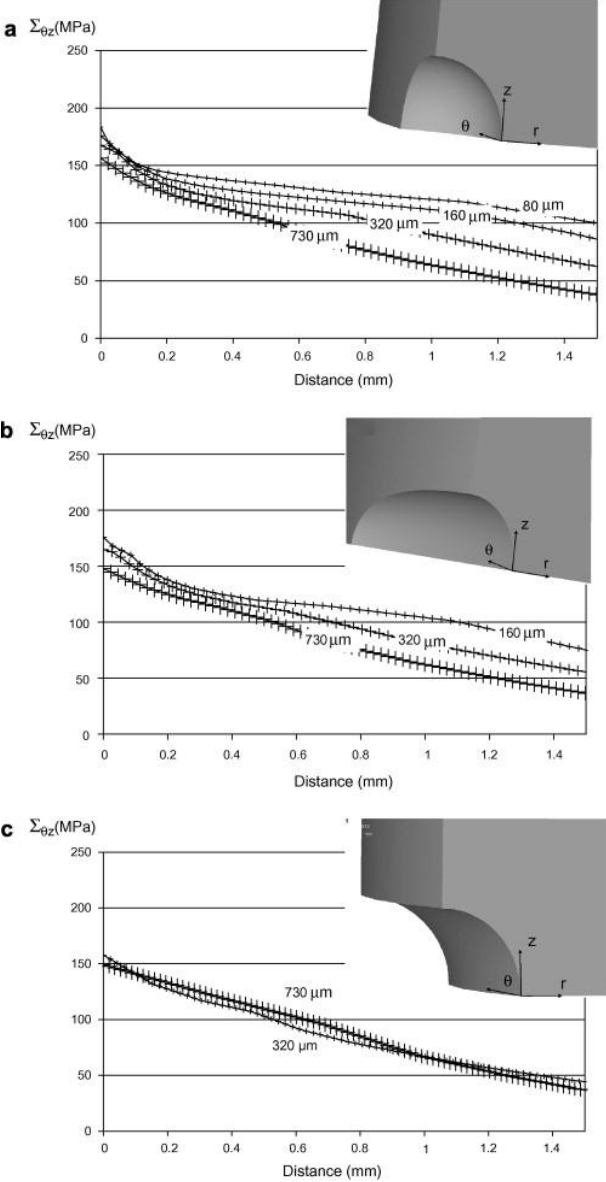 a Σθz(MPa)
250
200
150
100
50
0
0 0.2 0.4 0.6 0.8 1 1.2 1.4
Distance (mm)
z
θ
r
80 µm
160 µm
320 µm
730 µm
b Σθz(MPa)
250
200
150
100
50
0
0 0.2 0.4 0.6 0.8 1 1.2 1.4
Distance (mm)
z
θ
r
160 µm
320 µm
730 µm
c Σθz(MPa)
250
200
150
100
50
0
0 0.2 0.4 0.6 0.8 1 1.2 1.4
Distance (mm)
z
θ
r
730 µm
320 µm